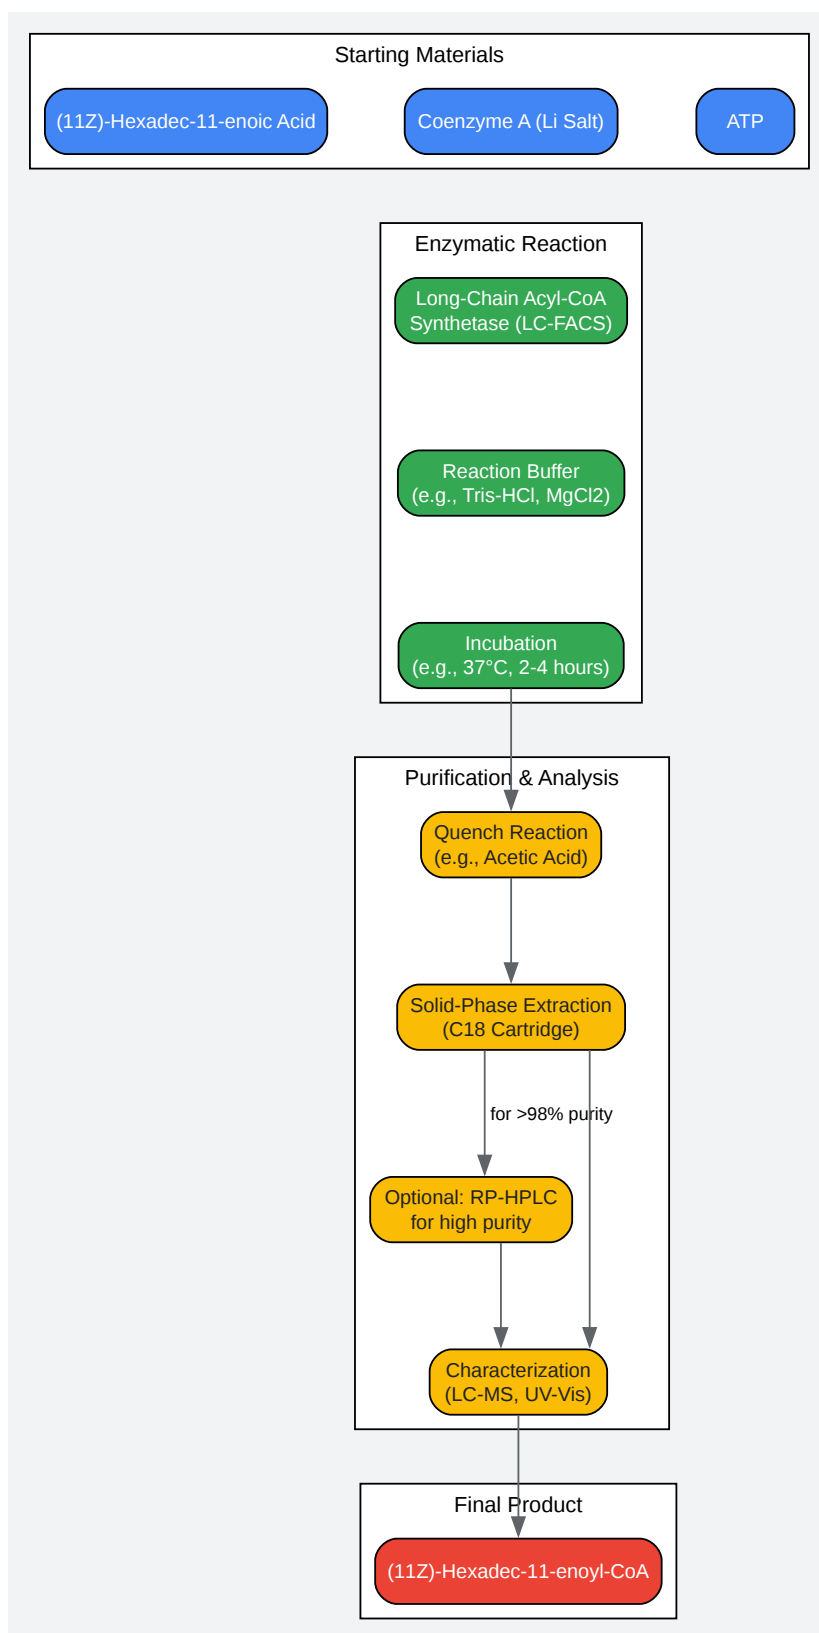 Starting Materials
(11Z)-Hexadec-11-enoic Acid
Coenzyme A (Li Salt)
ATP
Enzymatic Reaction
Long-Chain Acyl-CoA
Synthetase (LC-FACS)
Reaction Buffer
(e.g., Tris-HCl, MgCl2)
Incubation
(e.g., 37°C, 2-4 hours)
Purification & Analysis
Quench Reaction
(e.g., Acetic Acid)
Solid-Phase Extraction
(C18 Cartridge)
for >98% purity
Optional: RP-HPLC
for high purity
Characterization
(LC-MS, UV-Vis)
Final Product
(11Z)-Hexadec-11-enoyl-CoA